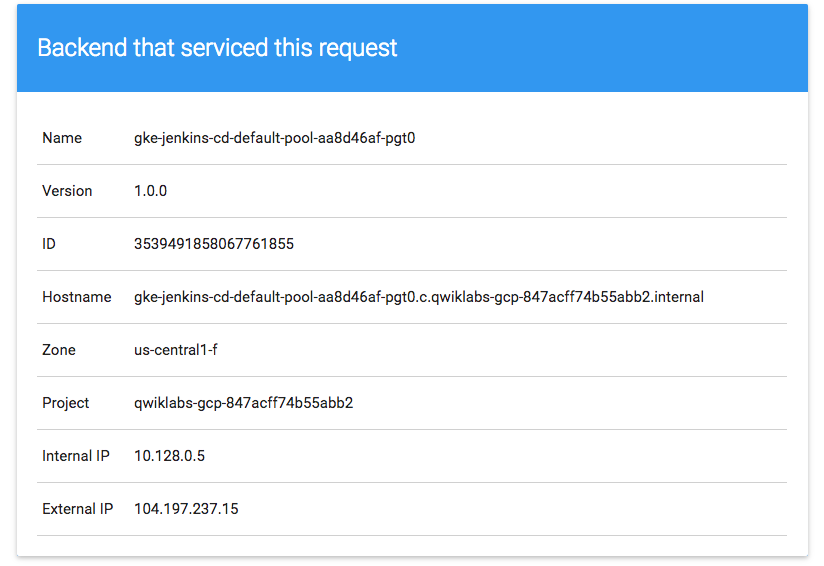 Backend that serviced this request
Name gke-jenkins-cd-default-pool-aa8d46af-pgt0
Version 1.0.0
ID 3539491858067761855
Hostname gke-jenkins-cd-default-pool-aa8d46af-pgt0.c.qwiklabs-gcp-847acff74b55abb2.internal
Zone us-central1-f
Project qwiklabs-gcp-847acff74b55abb2
Internal IP 10.128.0.5
External IP 104.197.237.15